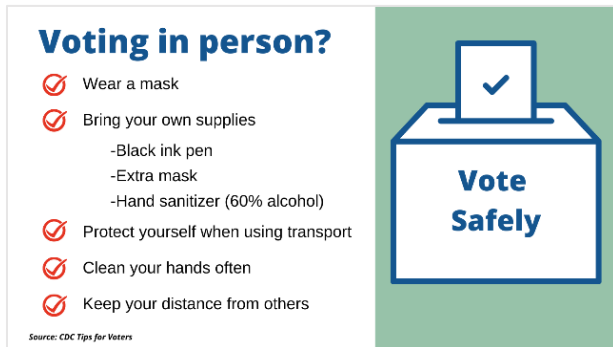 Voting in person?
Wear a mask
Bring your own supplies
-Black ink pen
-Extra mask
-Hand sanitizer (60% alcohol)
Protect yourself when using transport
Clean your hands often
Keep your distance from others
Source: CDC Tips for Voters
Vote
Safely